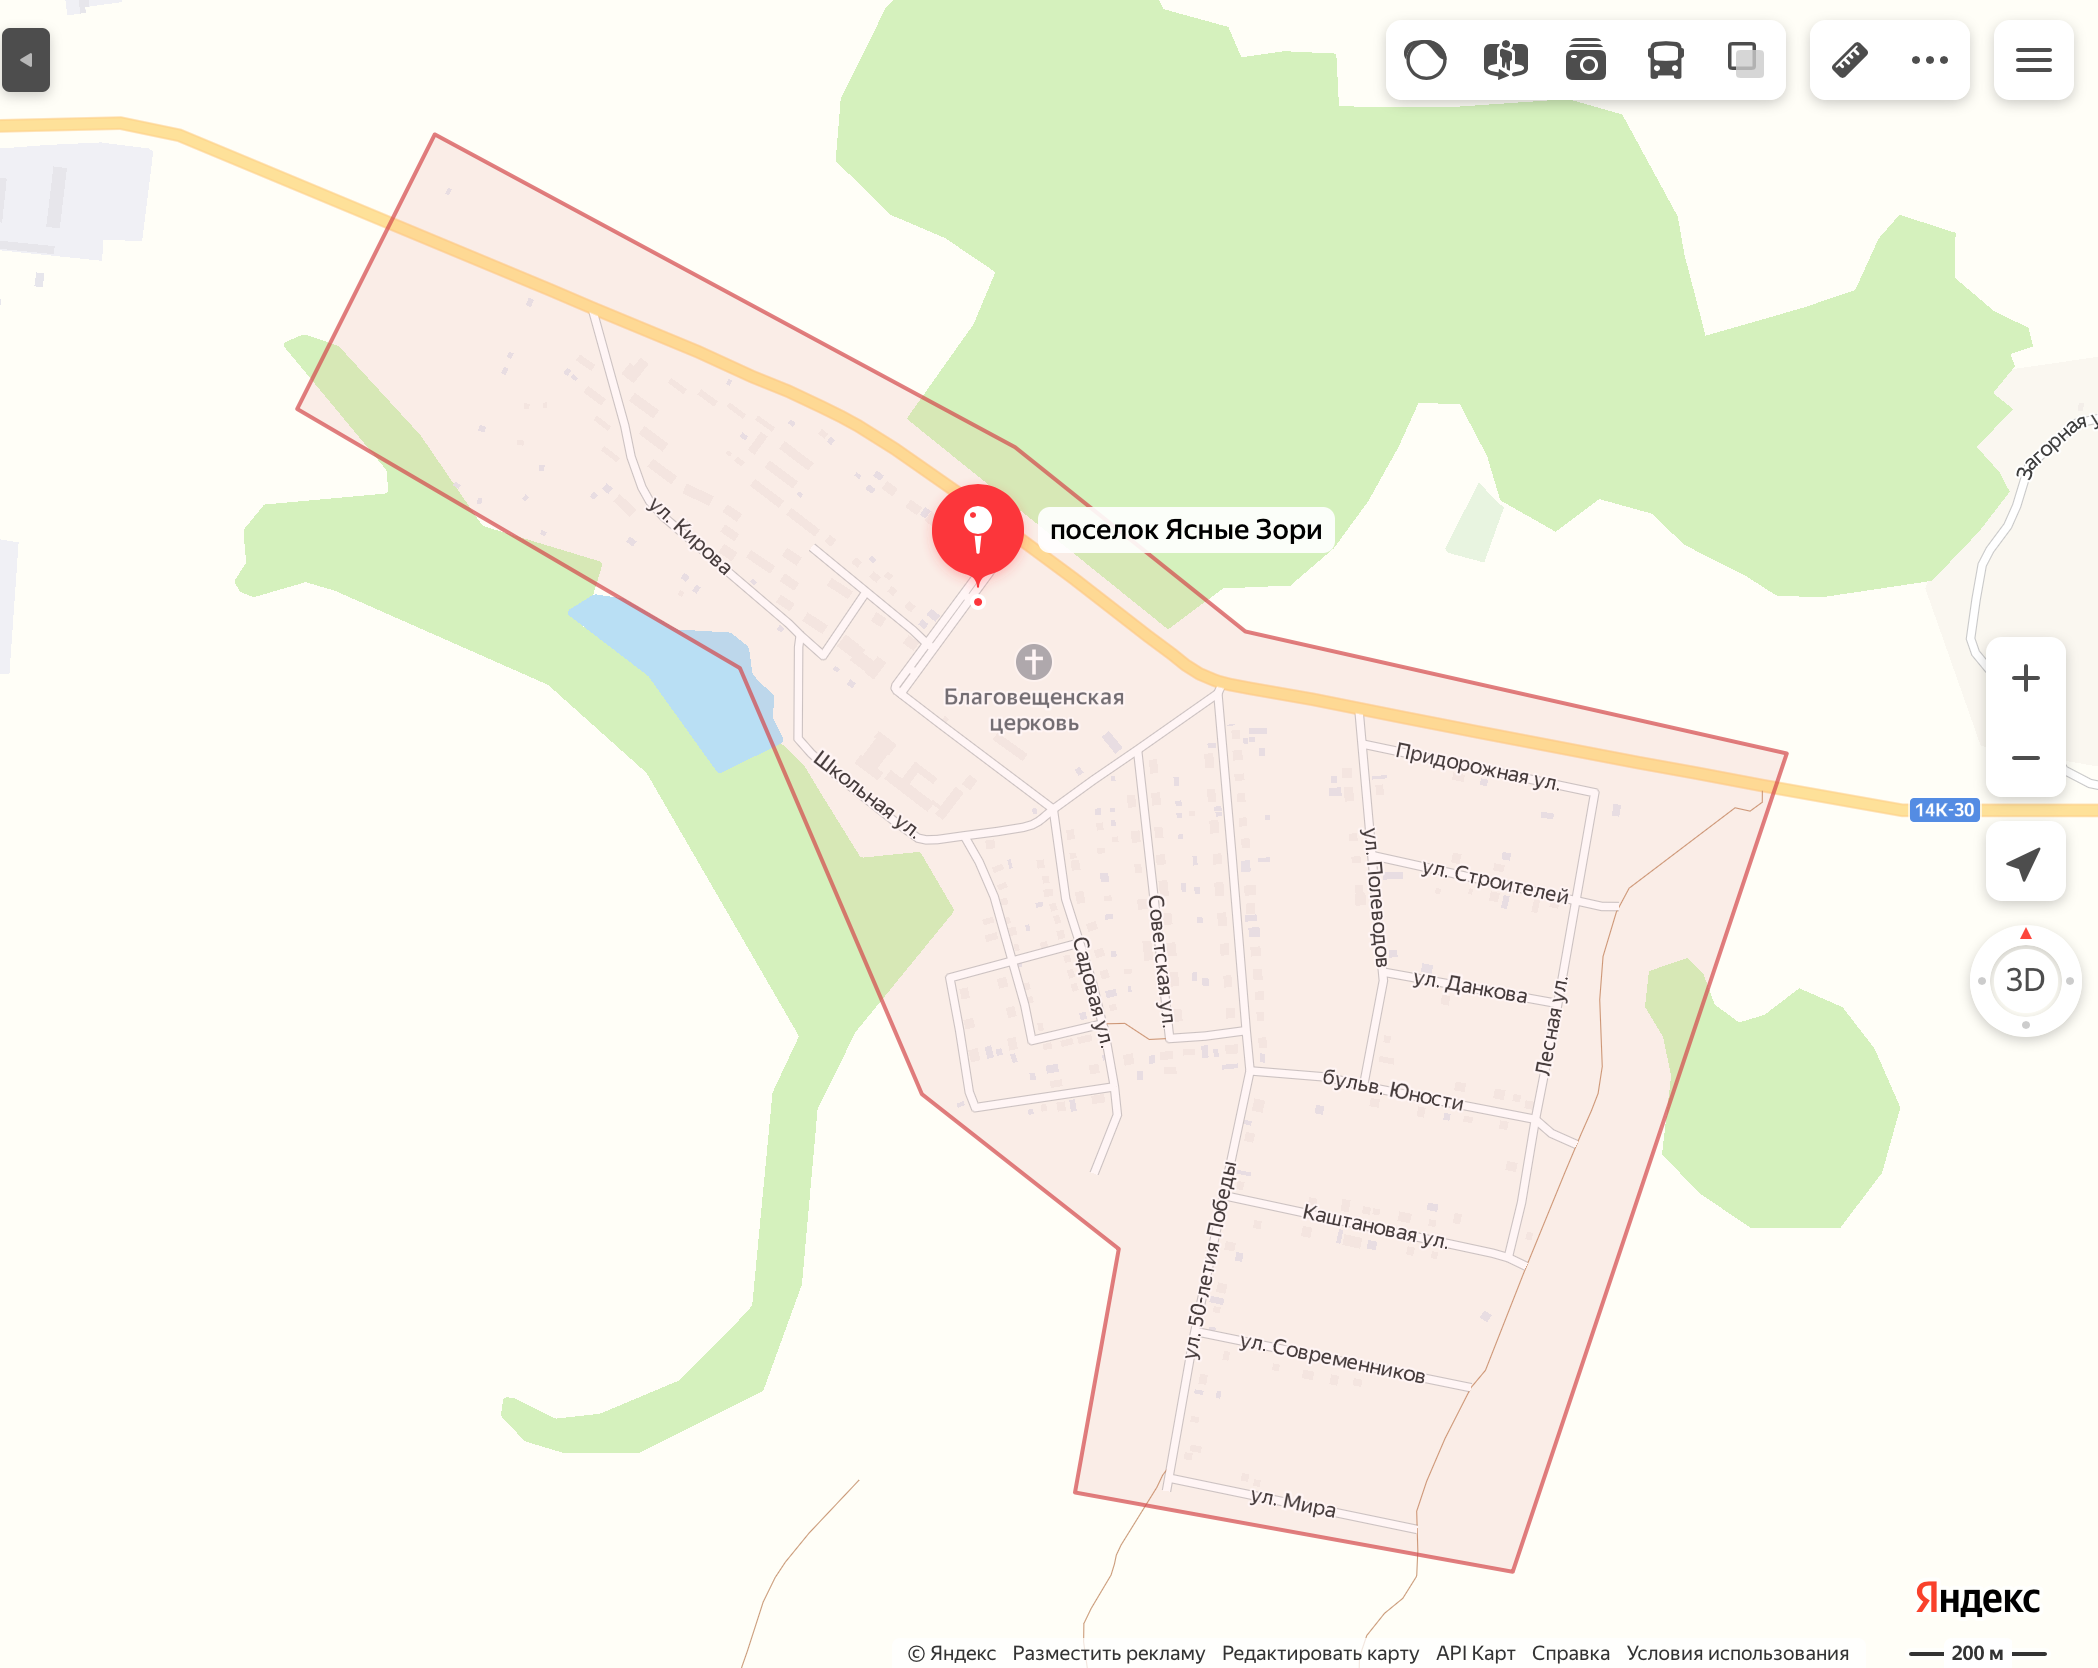 Загорная у
ул. Кирова
поселок Ясные Зори
Благовещенская
церковь
Школьная ул.
Придорожная ул.
14К-30
ул. Полеводов
ул. Строителей
Советская ул.
Садовая ул.
ул. Данкова
Лесная ул.
3D
бульв. Юности
ул. 50-летия Победы
Каштановая ул.
ул. Современников
ул. Мира
Яндекс
© Яндекс Разместить рекламу Редактировать карту API Карт Справка Условия использования 200 м